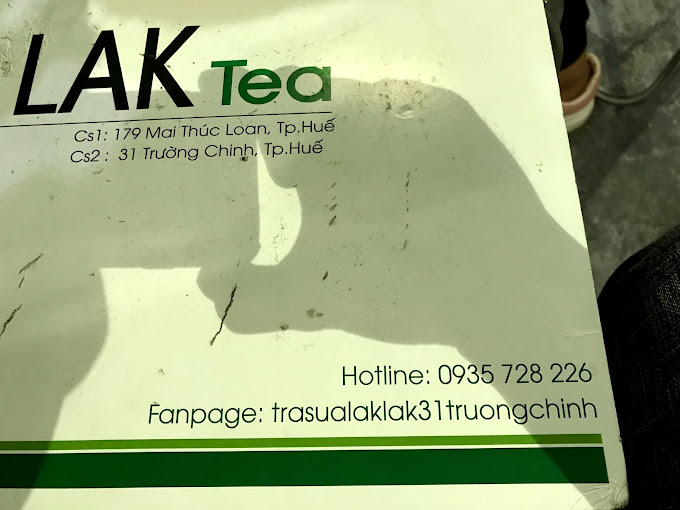 LAK Tea
Cs1: 179 Mai Thúc Loan, Tp.Huế
Cs2 : 31 Trường Chinh, Tp.Huế
Hotline: 0935 728 226
Fanpage: trasualaklak31truongchinh